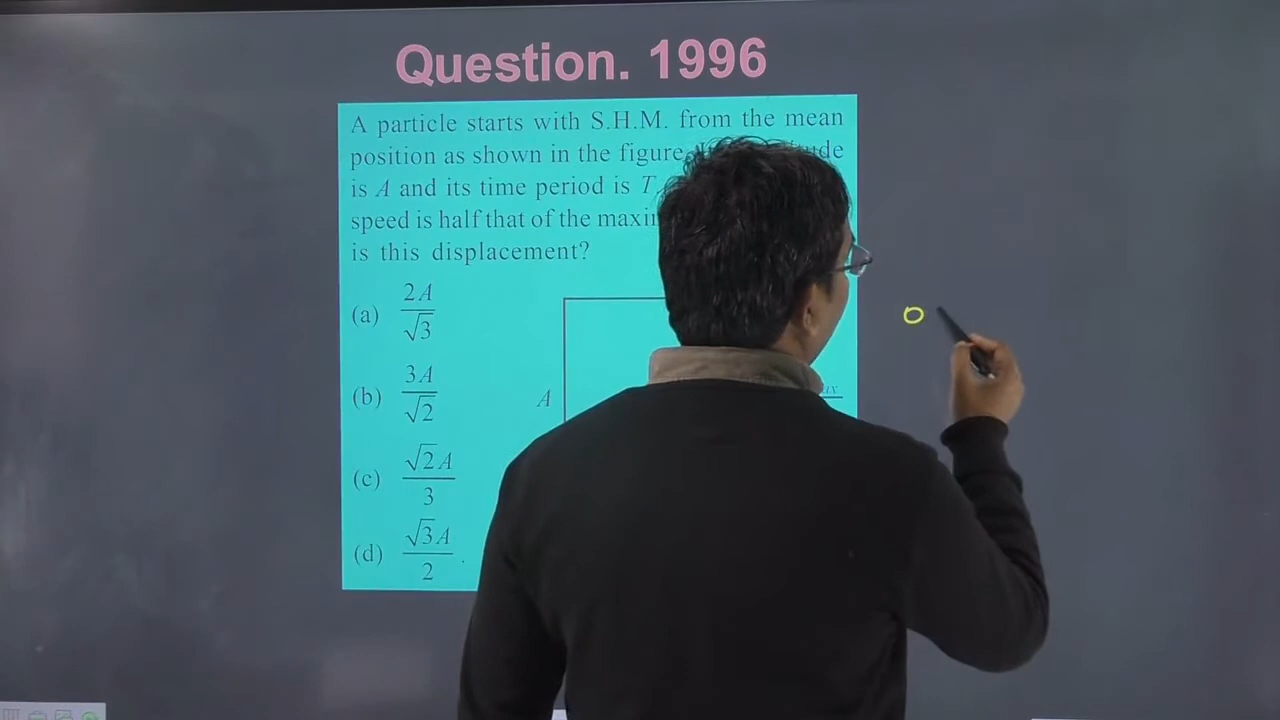 Question. 1996
A particle starts with S.H.M. from the mean
position as shown in the figure.
is A and its time period is T.
speed is half that of the
is this displacement?
(a) 2A/√3
(b) 3A/√2
(c) √2A/3
(d) √3A/2 .
A
o